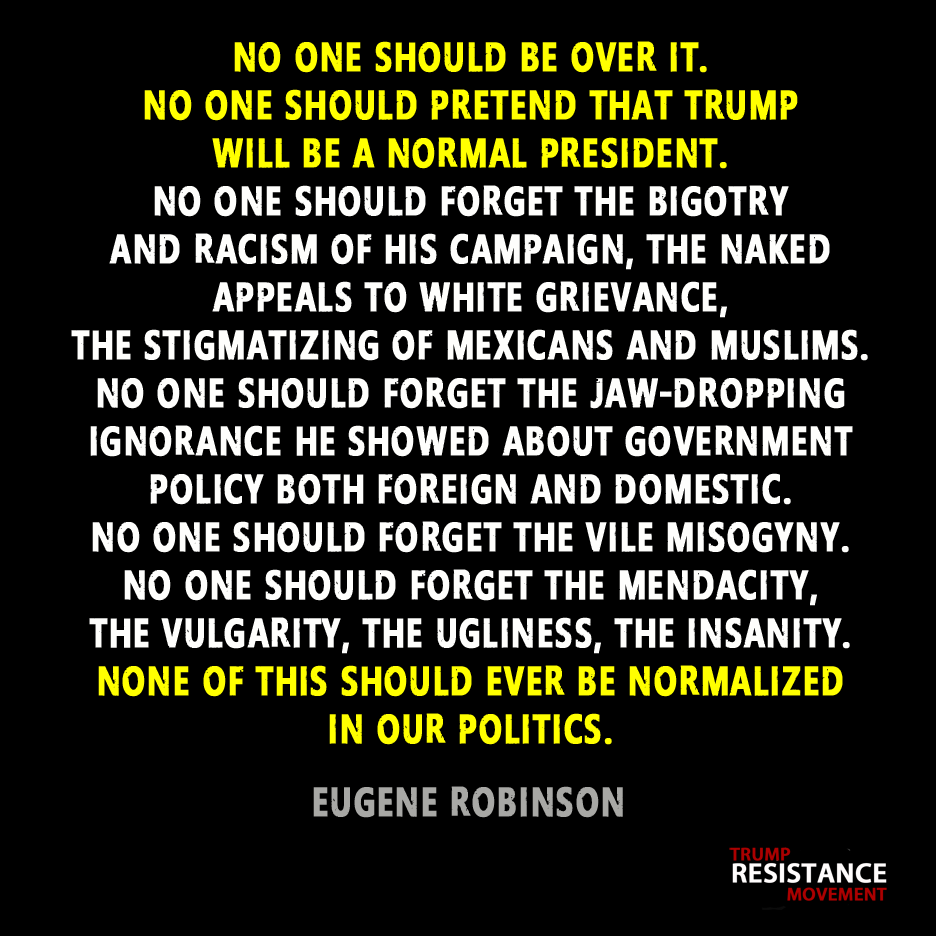 NO ONE SHOULD BE OVER IT.
NO ONE SHOULD PRETEND THAT TRUMP
WILL BE A NORMAL PRESIDENT.
NO ONE SHOULD FORGET THE BIGOTRY
AND RACISM OF HIS CAMPAIGN, THE NAKED
APPEALS TO WHITE GRIEVANCE,
THE STIGMATIZING OF MEXICANS AND MUSLIMS.
NO ONE SHOULD FORGET THE JAW-DROPPING
IGNORANCE HE SHOWED ABOUT GOVERNMENT
POLICY BOTH FOREIGN AND DOMESTIC.
NO ONE SHOULD FORGET THE VILE MISOGYNY.
NO ONE SHOULD FORGET THE MENDACITY,
THE VULGARITY, THE UGLINESS, THE INSANITY.
NONE OF THIS SHOULD EVER BE NORMALIZED
IN OUR POLITICS.
EUGENE ROBINSON
TRUMP
RESISTANCE
MOVEMENT